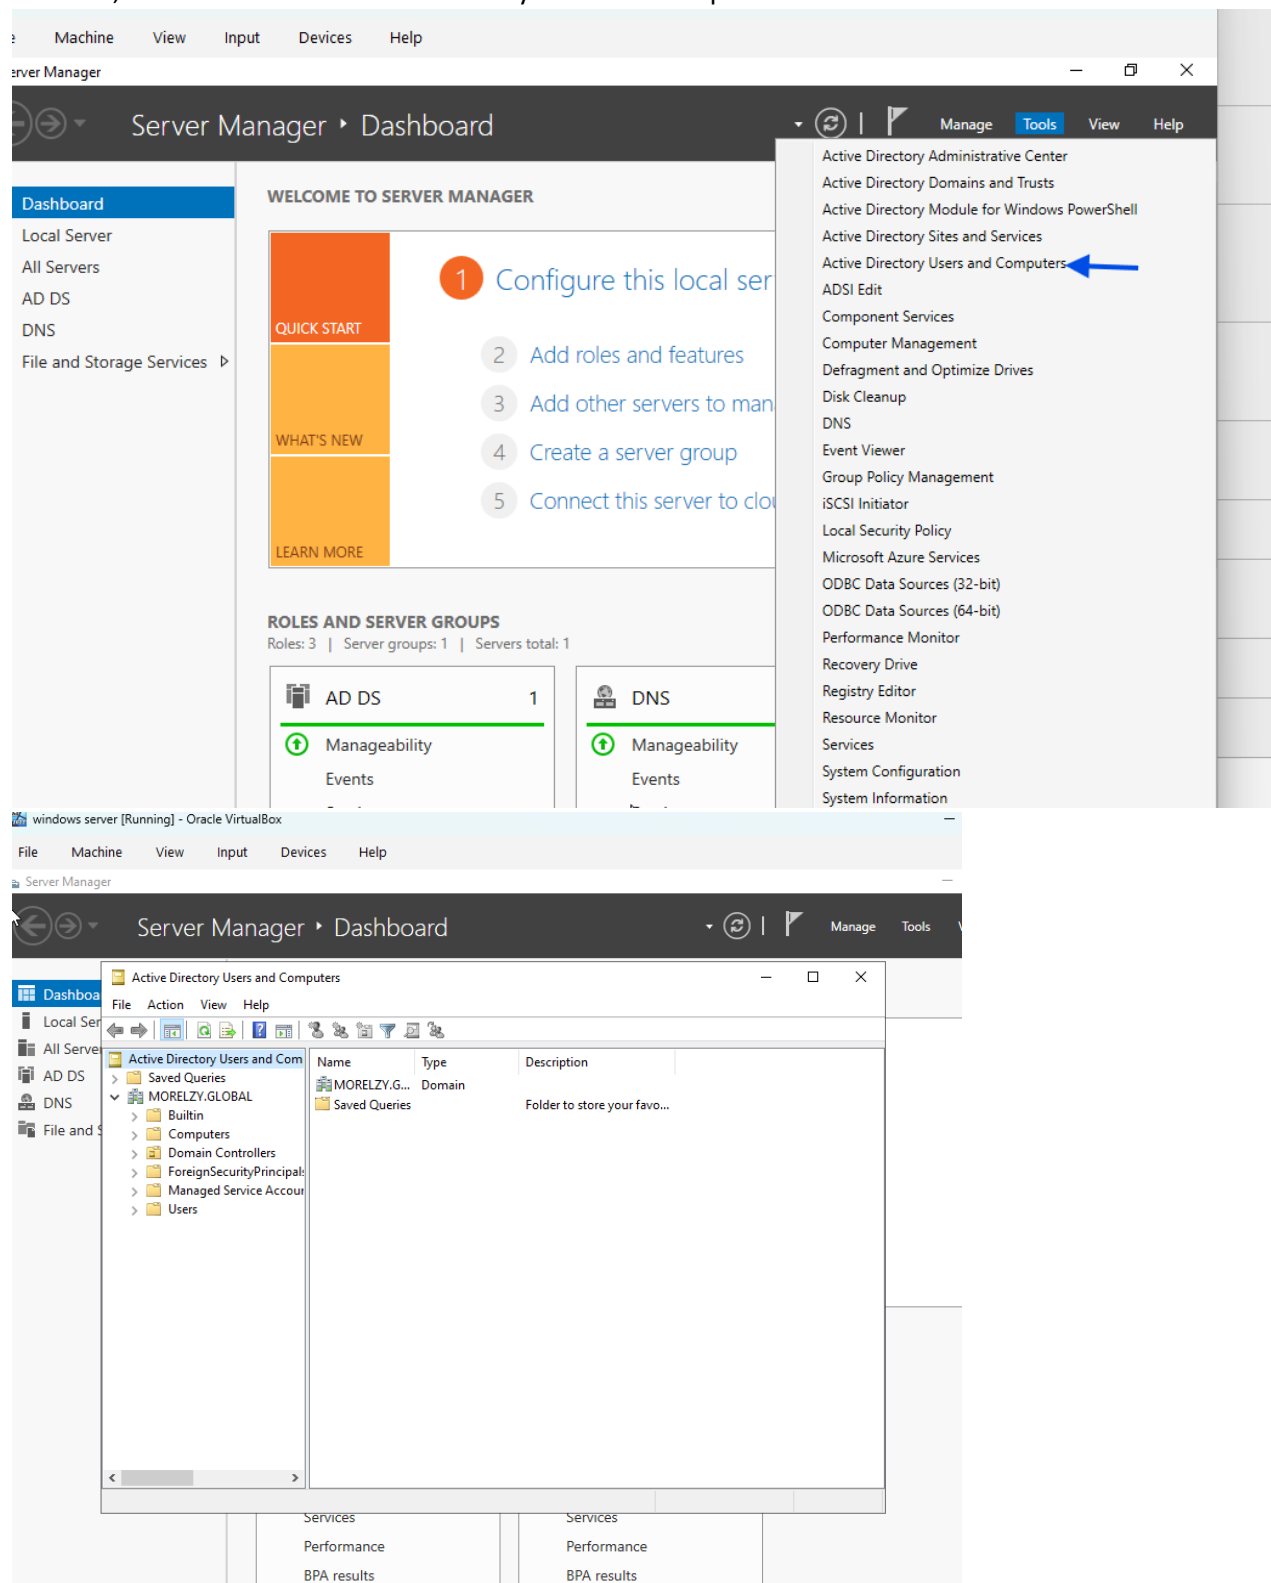 Machine View Input Devices Help
erver Manager
Server Manager ‣ Dashboard
Manage Tools View Help
Dashboard
Local Server
All Servers
AD DS
DNS
File and Storage Services
WELCOME TO SERVER MANAGER
QUICK START
WHAT'S NEW
LEARN MORE
1 Configure this local ser
2 Add roles and features
3 Add other servers to man
4 Create a server group
5 Connect this server to clou
ROLES AND SERVER GROUPS
Roles: 3 | Server groups: 1 | Servers total: 1
AD DS 1
Manageability
Events
DNS
Manageability
Events
Active Directory Administrative Center
Active Directory Domains and Trusts
Active Directory Module for Windows PowerShell
Active Directory Sites and Services
Active Directory Users and Computers
ADSI Edit
Component Services
Computer Management
Defragment and Optimize Drives
Disk Cleanup
DNS
Event Viewer
Group Policy Management
iSCSI Initiator
Local Security Policy
Microsoft Azure Services
ODBC Data Sources (32-bit)
ODBC Data Sources (64-bit)
Performance Monitor
Recovery Drive
Registry Editor
Resource Monitor
Services
System Configuration
System Information
windows server [Running] - Oracle VirtualBox
File Machine View Input Devices Help
Server Manager
Server Manager ‣ Dashboard
Manage Tools
Dashboa
Local Ser
All Server
AD DS
DNS
File and S
Active Directory Users and Computers
File Action View Help
Active Directory Users and Com
Saved Queries
MORELZY.GLOBAL
Builtin
Computers
Domain Controllers
ForeignSecurityPrincipals
Managed Service Accour
Users
Name Type Description
MORELZY.G... Domain
Saved Queries Folder to store your favo...
Services
Performance
BPA results
Services
Performance
BPA results